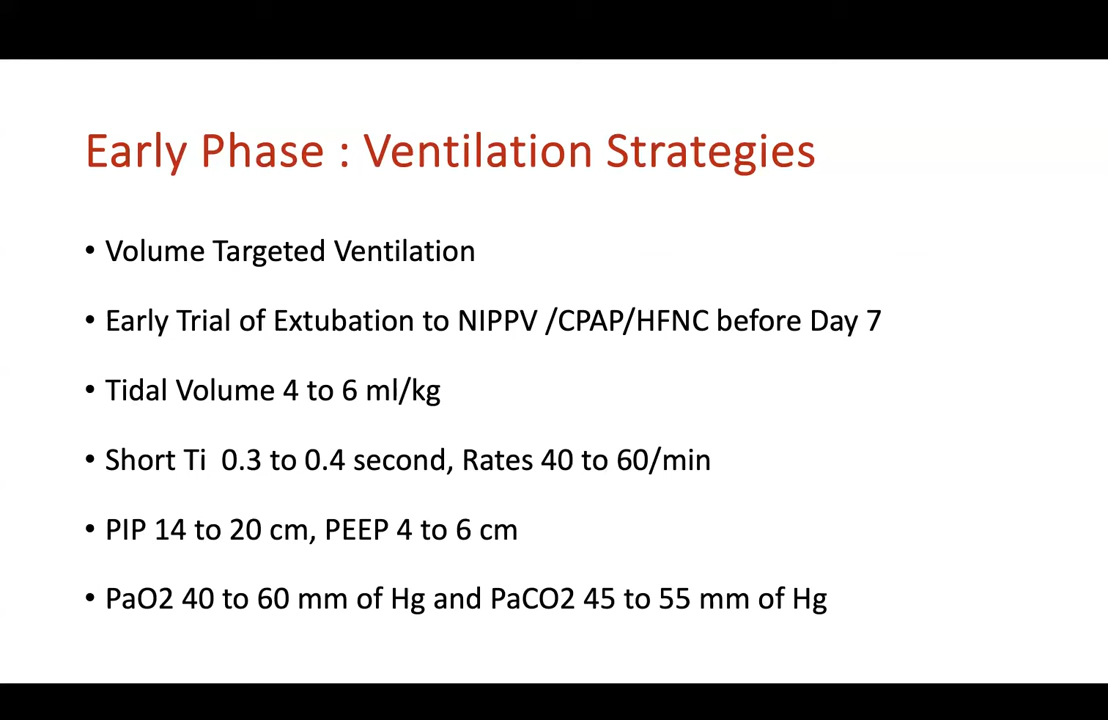 Early Phase : Ventilation Strategies
• Volume Targeted Ventilation
• Early Trial of Extubation to NIPPV /CPAP/HFNC before Day 7
• Tidal Volume 4 to 6 ml/kg
• Short Ti  0.3 to 0.4 second, Rates 40 to 60/min
• PIP 14 to 20 cm, PEEP 4 to 6 cm
• PaO2 40 to 60 mm of Hg and PaCO2 45 to 55 mm of Hg